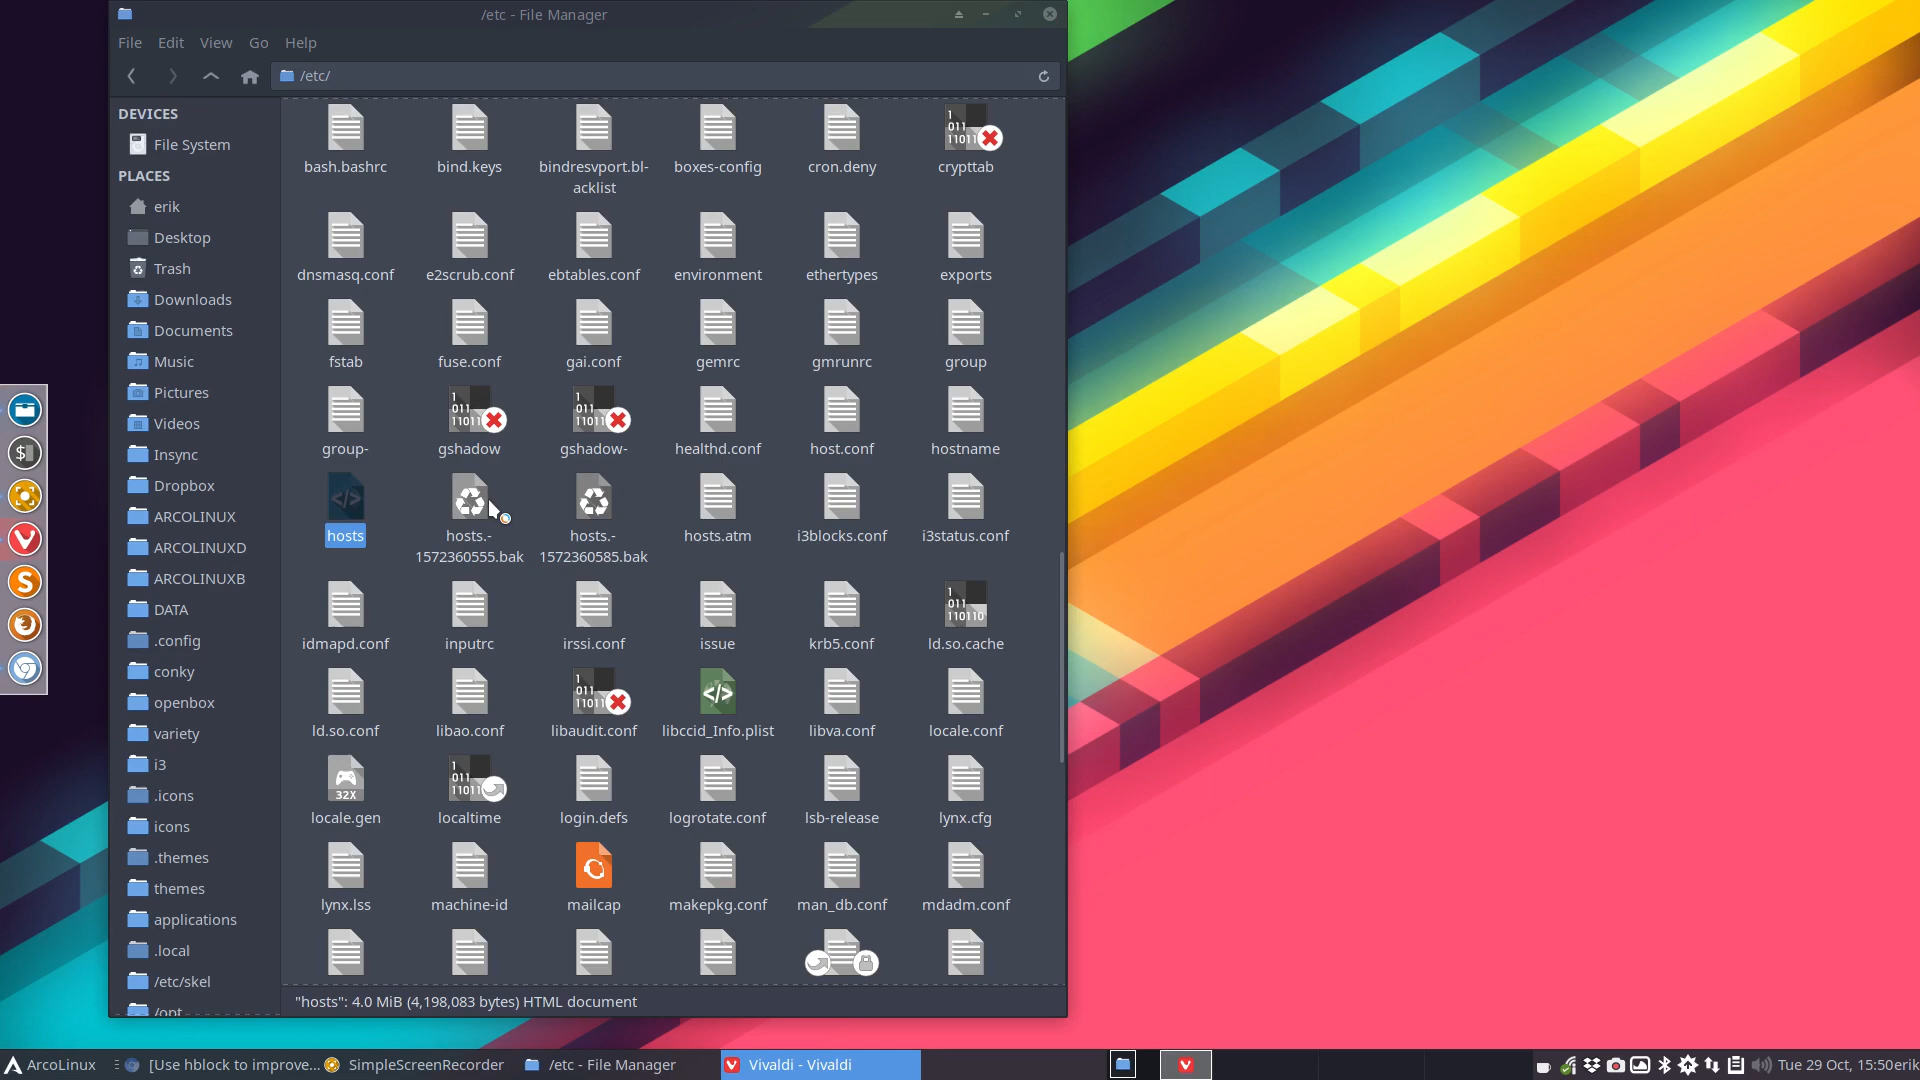 /etc - File Manager
File Edit View Go Help
/etc/
DEVICES
File System
PLACES
erik
Desktop
Trash
Downloads
Documents
Music
Pictures
Videos
Insync
Dropbox
ARCOLINUX
ARCOLINUXD
ARCOLINUXB
DATA
.config
conky
openbox
variety
i3
.icons
icons
.themes
themes
applications
.local
/etc/skel
/opt
bash.bashrc bind.keys bindresvport.bl- boxes-config cron.deny crypttab
acklist
dnsmasq.conf e2scrub.conf ebtables.conf environment ethertypes exports
fstab fuse.conf gai.conf gemrc gmrunrc group
group- gshadow gshadow- healthd.conf host.conf hostname
hosts hosts.- hosts.- hosts.atm i3blocks.conf i3status.conf
1572360555.bak 1572360585.bak
idmapd.conf inputrc irssi.conf issue krb5.conf ld.so.cache
ld.so.conf libao.conf libaudit.conf libccid_Info.plist libva.conf locale.conf
32X
locale.gen localtime login.defs logrotate.conf lsb-release lynx.cfg
lynx.lss machine-id mailcap makepkg.conf man_db.conf mdadm.conf
"hosts": 4.0 MiB (4,198,083 bytes) HTML document
ArcoLinux [Use hblock to improve... SimpleScreenRecorder /etc - File Manager Vivaldi - Vivaldi Tue 29 Oct, 15:50 erik